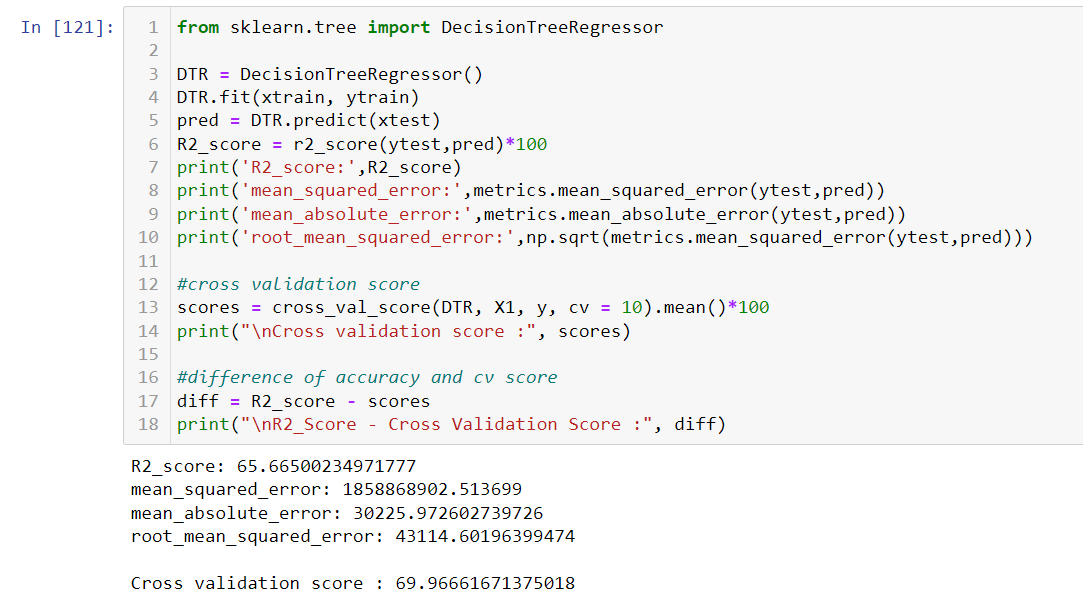 In [121]:
1 from sklearn.tree import DecisionTreeRegressor
2
3 DTR = DecisionTreeRegressor()
4 DTR.fit(xtrain, ytrain)
5 pred = DTR.predict(xtest)
6 R2_score = r2_score(ytest,pred)*100
7 print('R2_score:',R2_score)
8 print('mean_squared_error:',metrics.mean_squared_error(ytest,pred))
9 print('mean_absolute_error:',metrics.mean_absolute_error(ytest,pred))
10 print('root_mean_squared_error:',np.sqrt(metrics.mean_squared_error(ytest,pred)))
11
12 #cross validation score
13 scores = cross_val_score(DTR, X1, y, cv = 10).mean()*100
14 print("\nCross validation score :", scores)
15
16 #difference of accuracy and cv score
17 diff = R2_score - scores
18 print("\nR2_Score - Cross Validation Score :", diff)
R2_score: 65.66500234971777
mean_squared_error: 1858868902.513699
mean_absolute_error: 30225.972602739726
root_mean_squared_error: 43114.60196399474
Cross validation score : 69.96661671375018